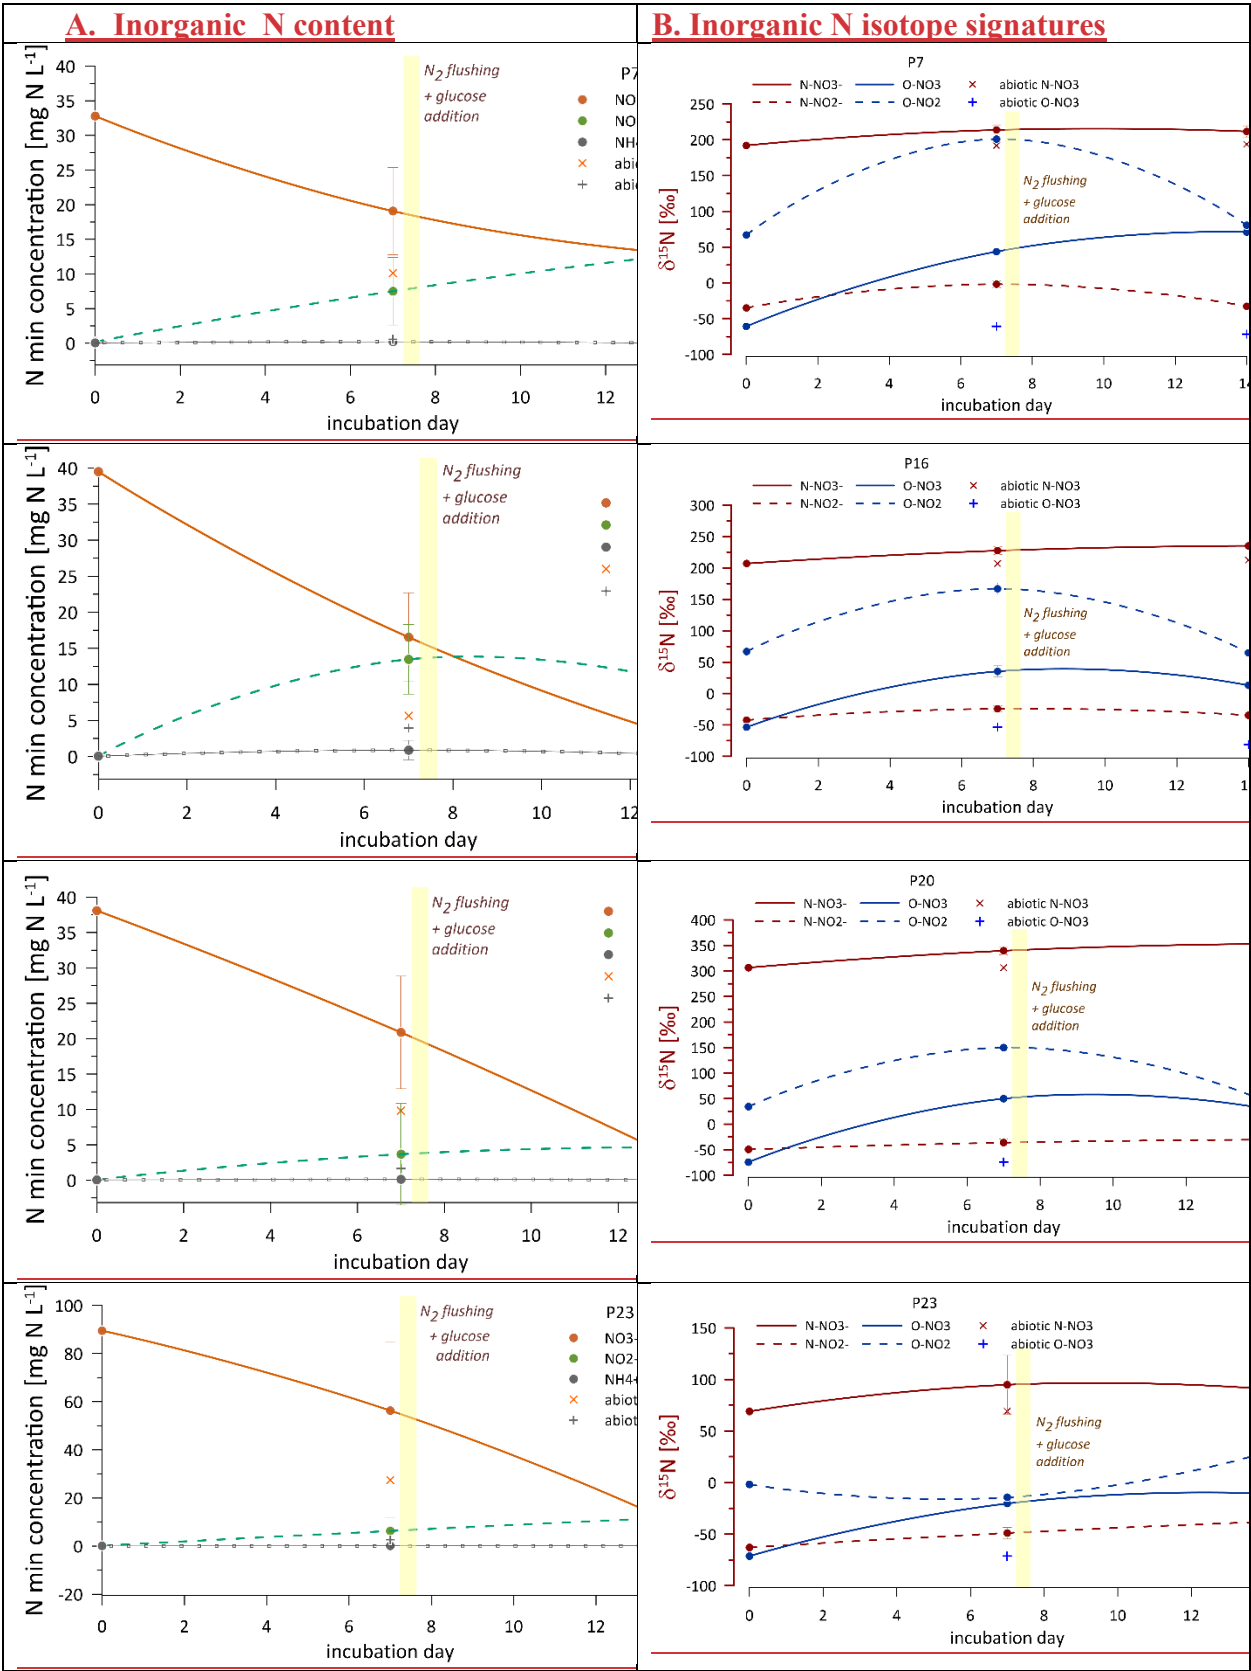 A. Inorganic N content
B. Inorganic N isotope signatures
N min concentration [mg N L-1]
40
35
30
25
20
15
10
5
0
0 2 4 6 8 10 12
incubation day
N2 flushing
+ glucose
addition
P7
NO
NO
NH4
abio
abio
P7
N-NO3- O-NO3 abiotic N-NO3
N-NO2- O-NO2 abiotic O-NO3
δ15N [‰]
250
200
150
100
50
0
-50
-100
N2 flushing
+ glucose
addition
0 2 4 6 8 10 12 14
incubation day
N min concentration [mg N L-1]
40
35
30
25
20
15
10
5
0
N2 flushing
+ glucose
addition
0 2 4 6 8 10 12
incubation day
P16
N-NO3- O-NO3 abiotic N-NO3
N-NO2- O-NO2 abiotic O-NO3
δ15N [‰]
300
250
200
150
100
50
0
-50
-100
N2 flushing
+ glucose
addition
0 2 4 6 8 10 12 1
incubation day
N min concentration [mg N L-1]
40
35
30
25
20
15
10
5
0
N2 flushing
+ glucose
addition
0 2 4 6 8 10 12
incubation day
P20
N-NO3- O-NO3 abiotic N-NO3
N-NO2- O-NO2 abiotic O-NO3
δ15N [‰]
400
350
300
250
200
150
100
50
0
-50
-100
N2 flushing
+ glucose
addition
0 2 4 6 8 10 12
incubation day
N min concentration [mg N L-1]
100
80
60
40
20
0
-20
N2 flushing
+ glucose
addition
P23
NO3-
NO2-
NH4+
abiot
abiot
0 2 4 6 8 10 12
incubation day
P23
N-NO3- O-NO3 abiotic N-NO3
N-NO2- O-NO2 abiotic O-NO3
δ15N [‰]
150
100
50
0
-50
-100
N2 flushing
+ glucose
addition
0 2 4 6 8 10 12
incubation day